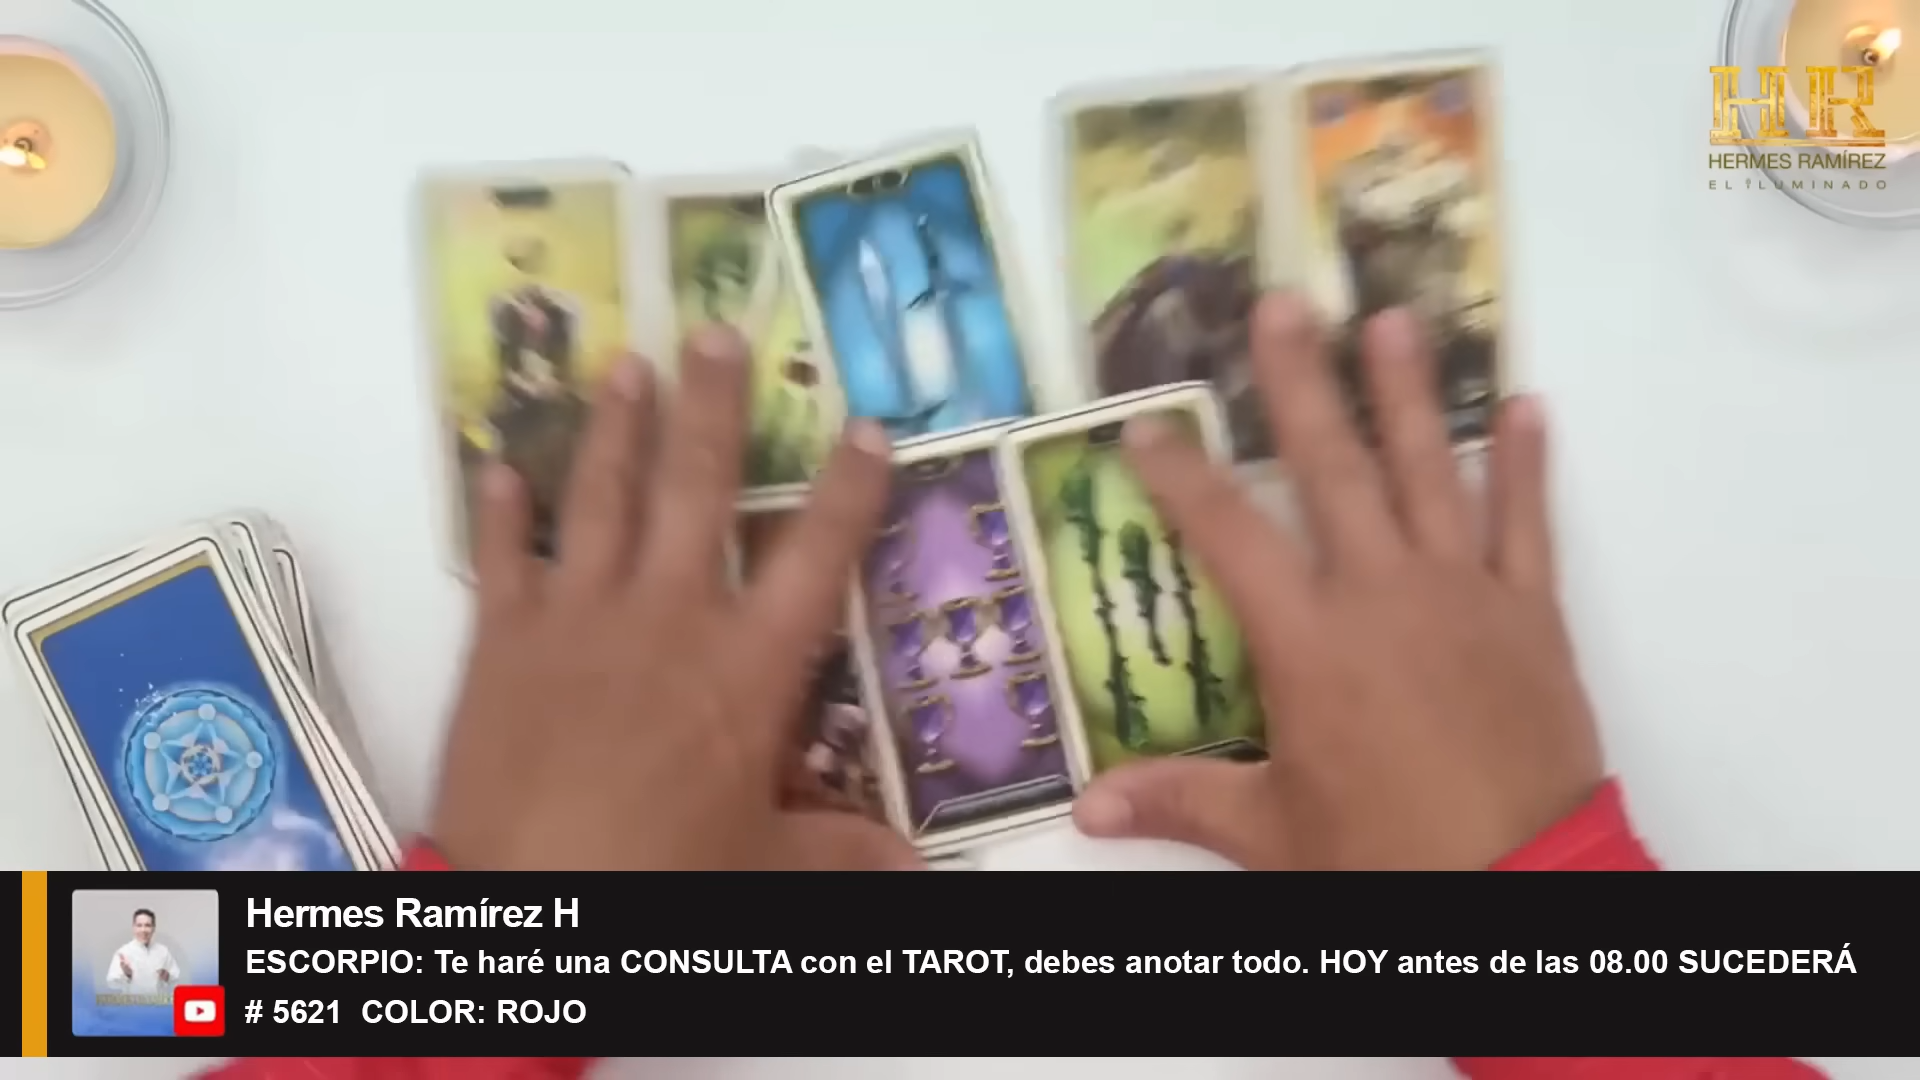 HR
HERMES RAMÍREZ
EL ILUMINADO
Hermes Ramírez H
ESCORPIO: Te haré una CONSULTA con el TAROT, debes anotar todo. HOY antes de las 08.00 SUCEDERÁ
# 5621 COLOR: ROJO